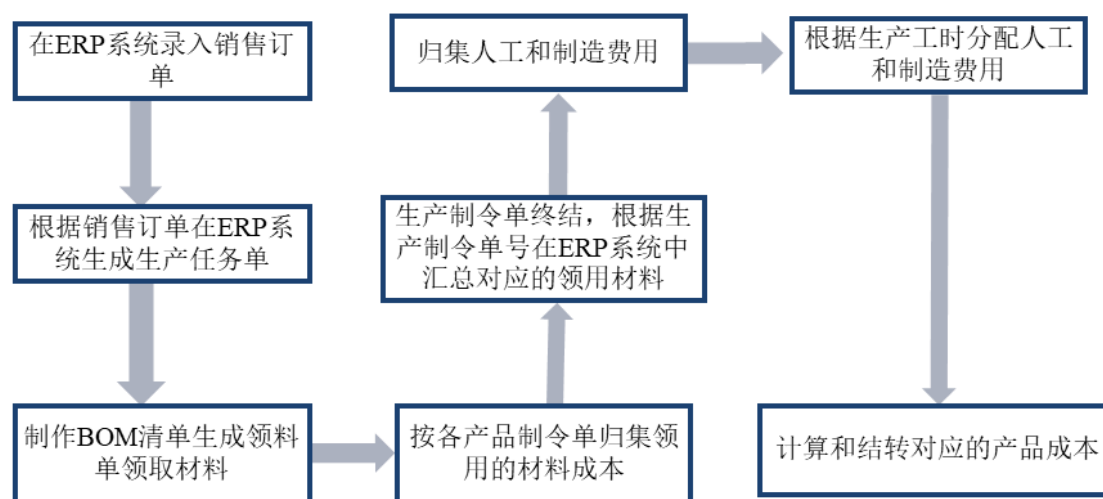 在ERP系统录入销售订
单
根据销售订单在ERP系
统生成生产任务单
制作BOM清单生成领料
单领取材料
按各产品制令单归集领
用的材料成本
生产制令单终结，根据生
产制令单号在ERP系统中
汇总对应的领用材料
归集人工和制造费用
根据生产工时分配人工
和制造费用
计算和结转对应的产品成本